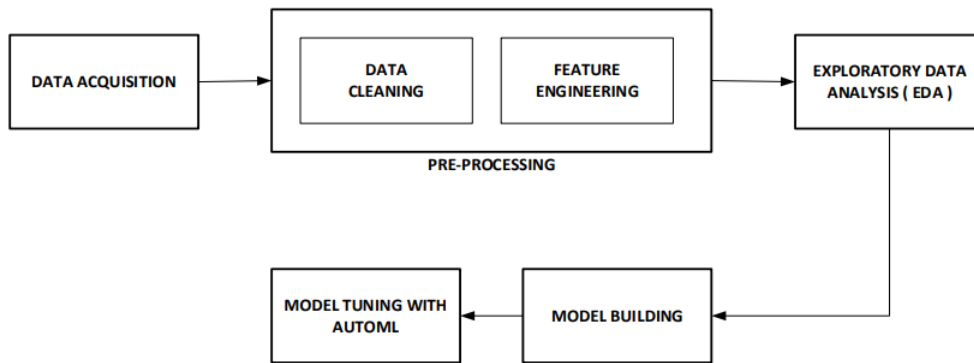 DATA ACQUISITION
DATA
CLEANING
FEATURE
ENGINEERING
PRE-PROCESSING
EXPLORATORY DATA
ANALYSIS ( EDA )
MODEL TUNING WITH
AUTOML
MODEL BUILDING